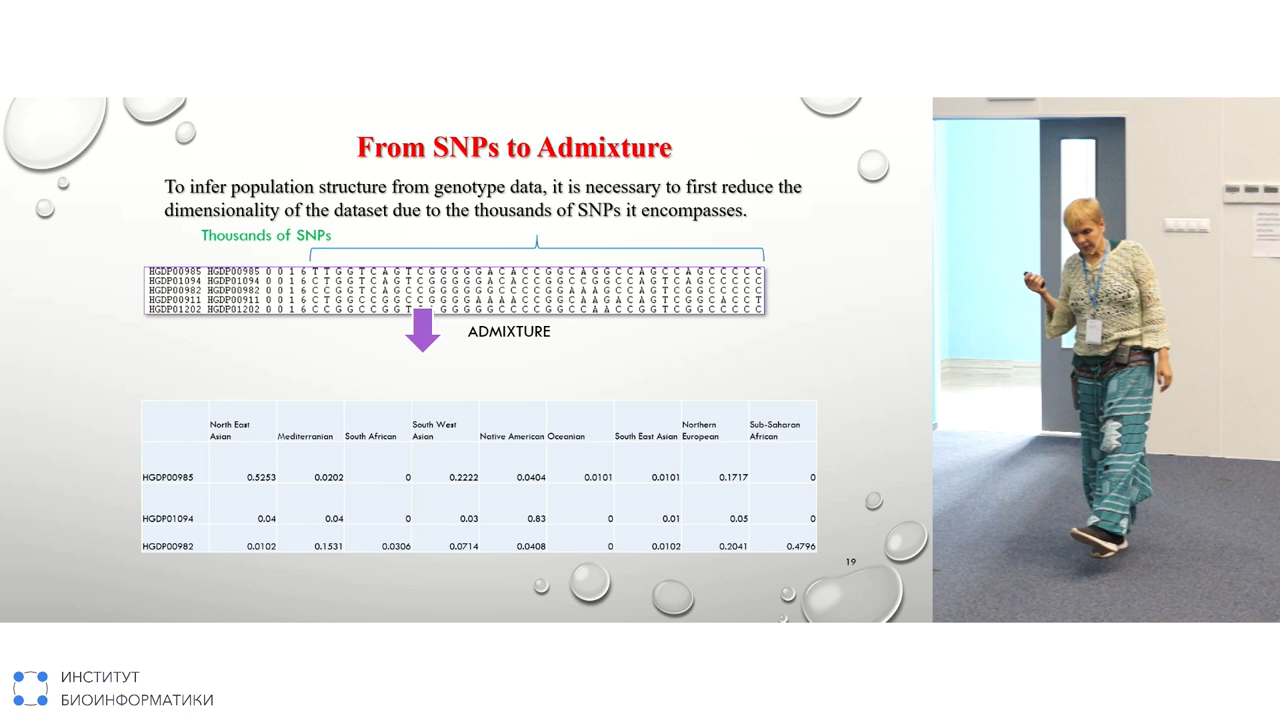 From SNPs to Admixture
To infer population structure from genotype data, it is necessary to first reduce the
dimensionality of the dataset due to the thousands of SNPs it encompasses.
Thousands of SNPs
HGDP00985 HGDP00985 0 0 1 6 T T G G T C A G T C G G G G G A C A C C G G C A G G C C A G C C A G C C C C C
HGDP01094 HGDP01094 0 0 1 6 C T G G T C A G T C G G G G G A C A C C G G C C G G C C A G T C G G C C C C C
HGDP00982 HGDP00982 0 0 1 6 C C G G T C A G C C G G G G G G C A C C G G A A G C C A G T C G G C C C C
HGDP00911 HGDP00911 0 0 1 6 C T G G C C G G C G G G G G A A A A C C G G C A A G A C A G T C G G C A C C T
HGDP01202 HGDP01202 0 0 1 6 C C G G C C G G T G G G G G C C C C G G C C A A C C G G T C G G C C C C C
ADMIXTURE
North East Asian Mediterranean South African South West Asian Native American Oceanian South East Asian Northern European Sub-Saharan African
HGDP00985 0.5253 0.0202 0 0.2222 0.0404 0.0101 0.0101 0.1717 0
HGDP01094 0.04 0.04 0 0.03 0.83 0 0.01 0.05 0
HGDP00982 0.0102 0.1531 0.0306 0.0714 0.0408 0 0.0102 0.2041 0.4796
19
ИНСТИТУТ
БИОИНФОРМАТИКИ